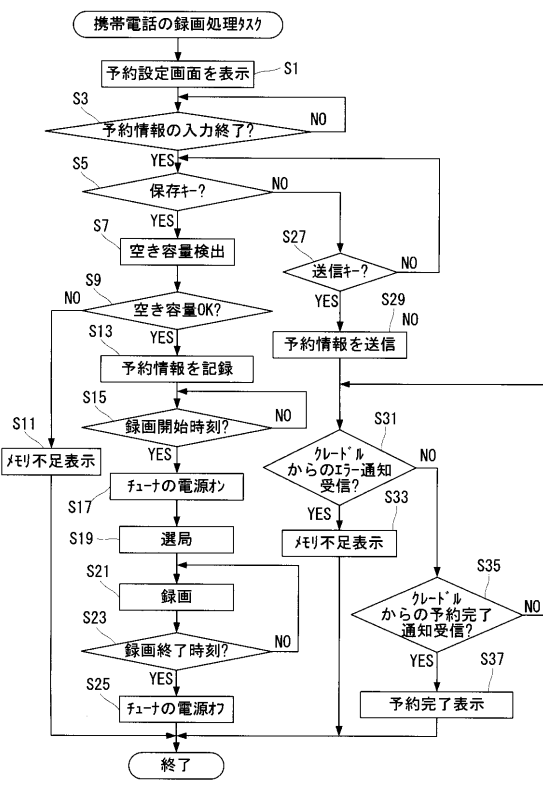 携帯電話の録画処理ﾀｽｸ
予約設定画面を表示
S1
S3
予約情報の入力終了?
NO
YES
S5
保存ｷｰ?
NO
YES
S7
空き容量検出
S27
送信ｷｰ?
NO
YES
S9
NO
空き容量OK?
YES
S29
NO
予約情報を送信
S13
予約情報を記録
S15
録画開始時刻?
NO
YES
S11
ﾒﾓﾘ不足表示
S31
ｸﾚｰﾄﾞﾙ
からのｴﾗｰ通知
受信?
NO
YES
S17
ﾁｭｰﾅの電源ｵﾝ
S33
ﾒﾓﾘ不足表示
S19
選局
S21
録画
S35
ｸﾚｰﾄﾞﾙ
からの予約完了
通知受信?
NO
YES
S23
録画終了時刻?
NO
YES
S25
ﾁｭｰﾅの電源ｵﾌ
S37
予約完了表示
終了